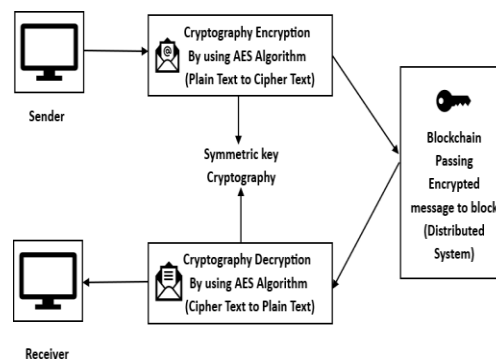 Cryptography Encryption
By using AES Algorithm
(Plain Text to Cipher Text)
Sender
Symmetric key
Cryptography
Blockchain
Passing
Encrypted
message to block
(Distributed
System)
Cryptography Decryption
By using AES Algorithm
(Cipher Text to Plain Text)
Receiver